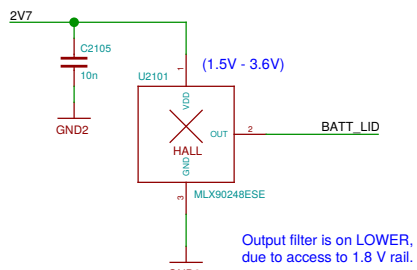 2V7
C2105
10n
GND2
(1.5V - 3.6V)
U2101
1
VDD
OUT
2
BATT_LID
HALL
GND
3
MLX90248ESE
Output filter is on LOWER,
due to access to 1.8 V rail.